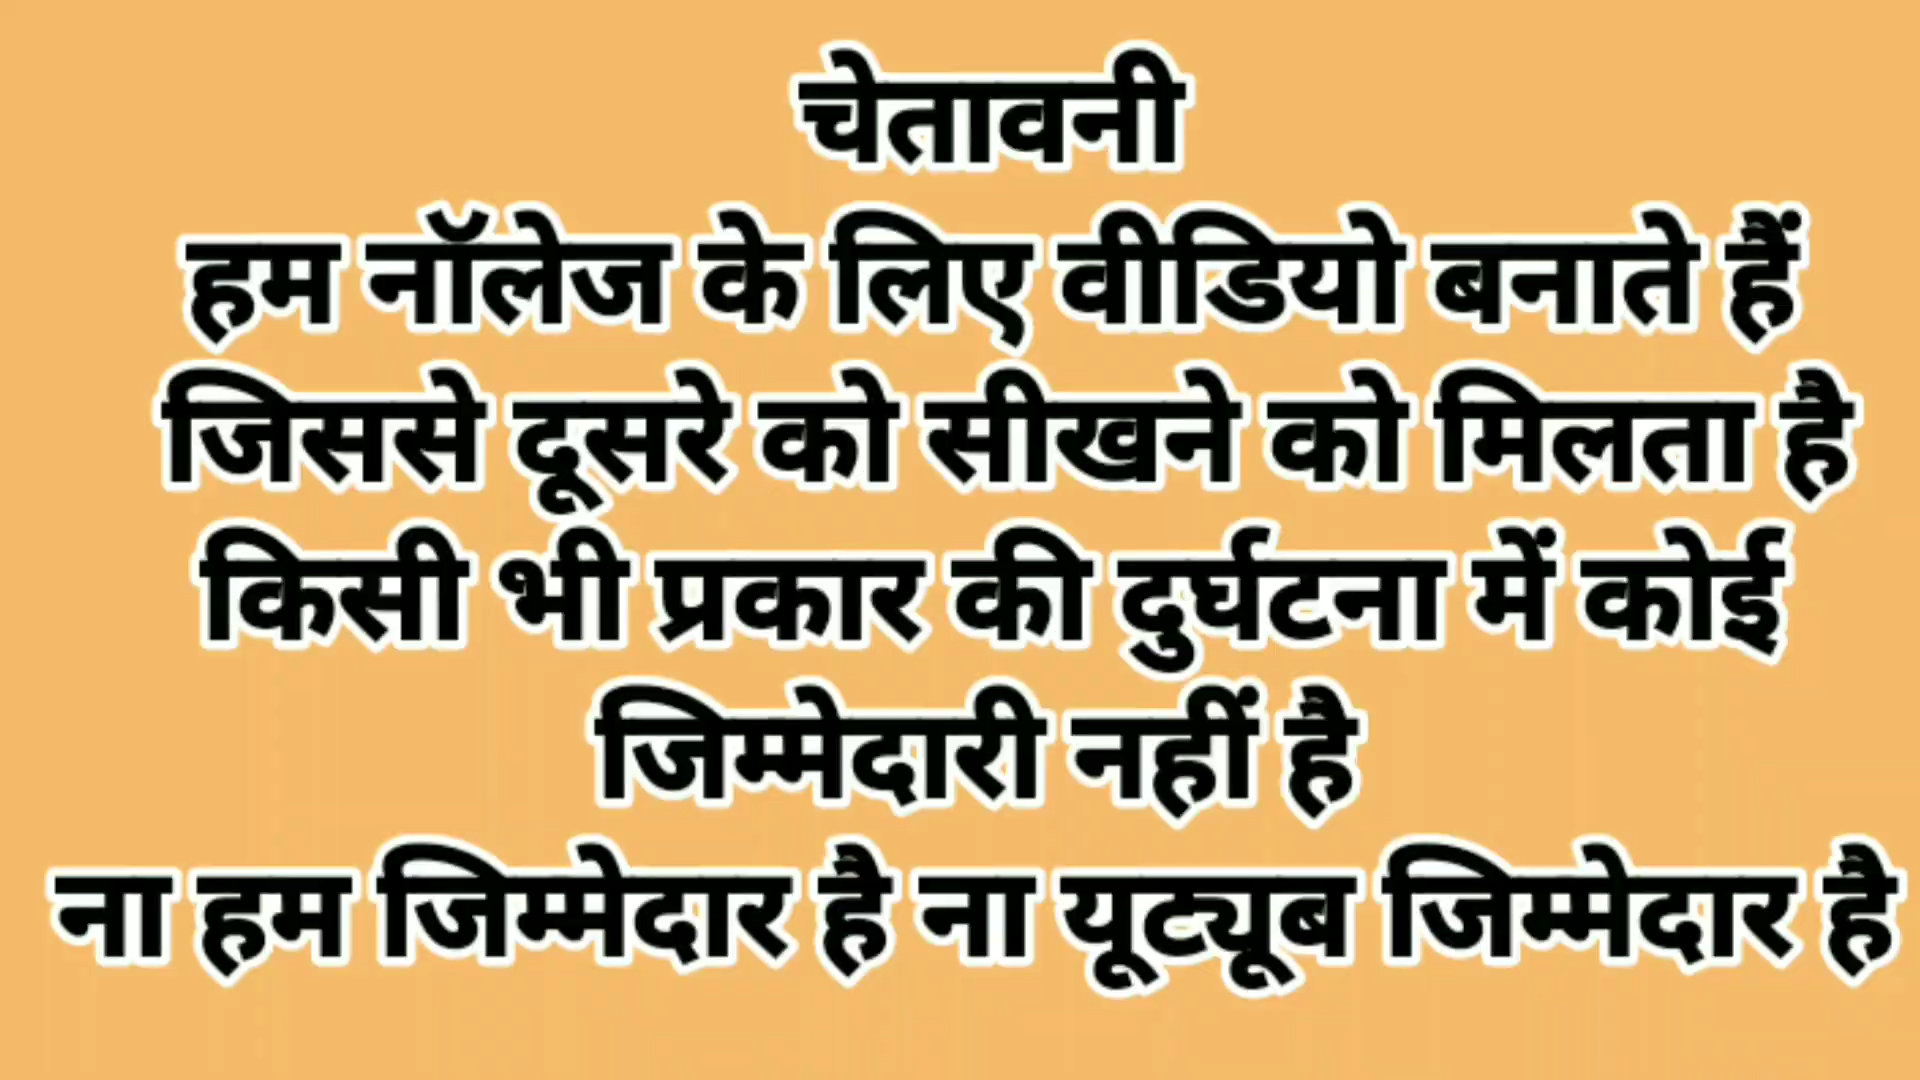 चेतावनी
हम नॉलेज के लिए वीडियो बनाते हैं
जिससे दूसरे को सीखने को मिलता है
किसी भी प्रकार की दुर्घटना में कोई
जिम्मेदारी नहीं है
ना हम जिम्मेदार है ना यूट्यूब जिम्मेदार है